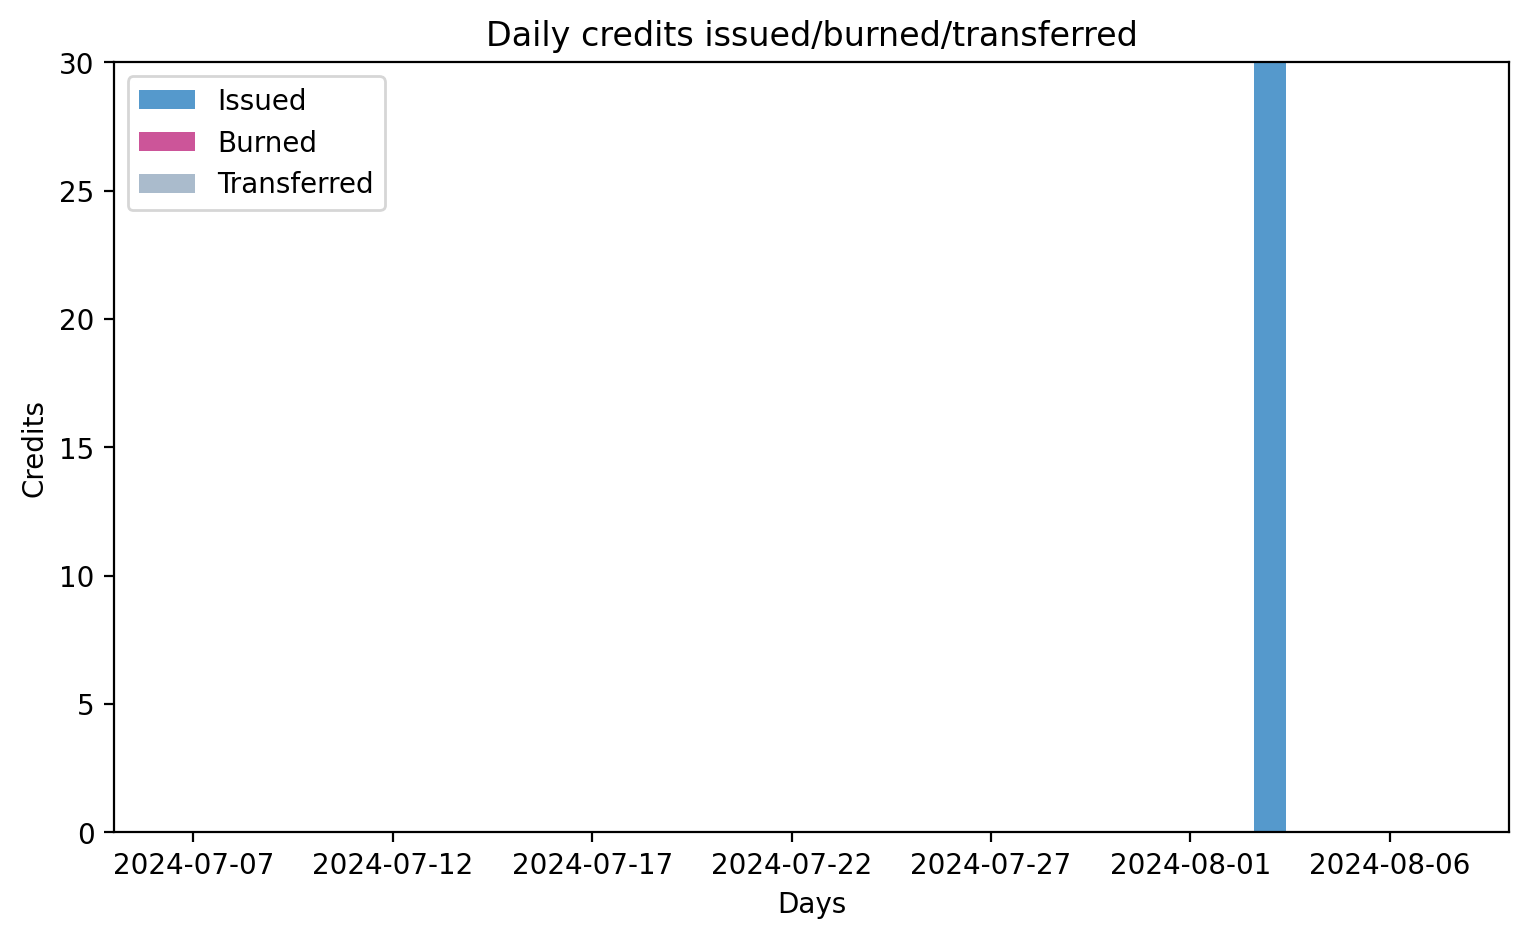 Daily credits issued/burned/transferred
30
25
20
15
10
5
0
Credits
Issued
Burned
Transferred
2024-07-07 2024-07-12 2024-07-17 2024-07-22 2024-07-27 2024-08-01 2024-08-06
Days